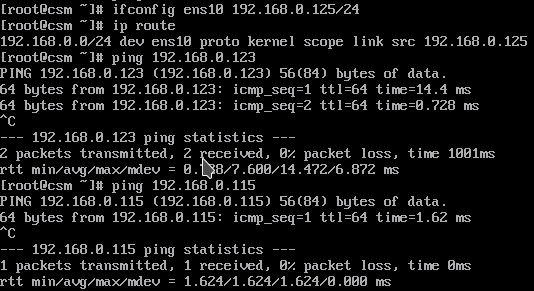 [root@csm ~]# ifconfig ens10 192.168.0.125/24
[root@csm ~]# ip route
192.168.0.0/24 dev ens10 proto kernel scope link src 192.168.0.125
[root@csm ~]# ping 192.168.0.123
PING 192.168.0.123 (192.168.0.123) 56(84) bytes of data.
64 bytes from 192.168.0.123: icmp_seq=1 ttl=64 time=14.4 ms
64 bytes from 192.168.0.123: icmp_seq=2 ttl=64 time=0.728 ms
^C
--- 192.168.0.123 ping statistics ---
2 packets transmitted, 2 received, 0% packet loss, time 1001ms
rtt min/avg/max/mdev = /7.600/14.472/6.872 ms
[root@csm ~]# ping 192.168.0.115
PING 192.168.0.115 (192.168.0.115) 56(84) bytes of data.
64 bytes from 192.168.0.115: icmp_seq=1 ttl=64 time=1.62 ms
^C
--- 192.168.0.115 ping statistics ---
1 packets transmitted, 1 received, 0% packet loss, time 0ms
rtt min/avg/max/mdev = 1.624/1.624/1.624/0.000 ms